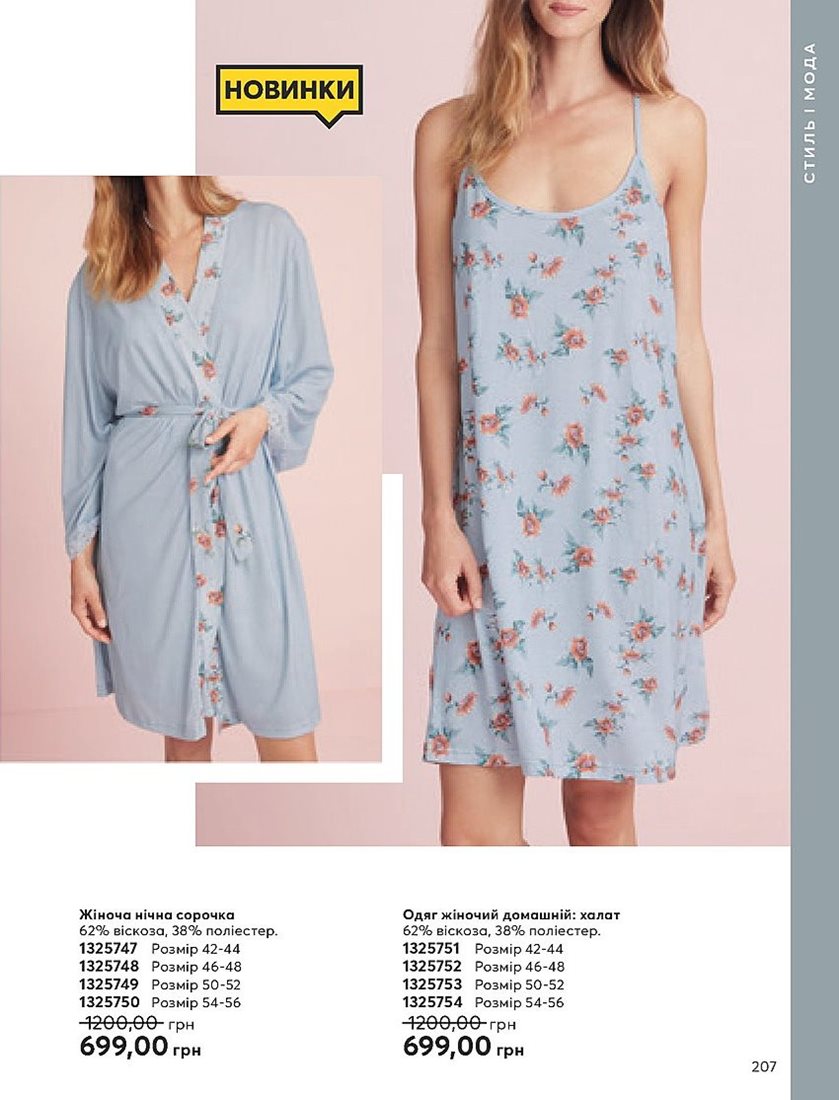 НОВИНКИ
СТИЛЬ І МОДА
Жіноча нічна сорочка
62% віскоза, 38% поліестер.
1325747 Розмір 42-44
1325748 Розмір 46-48
1325749 Розмір 50-52
1325750 Розмір 54-56
1200,00 грн
699,00 грн
Одяг жіночий домашній: халат
62% віскоза, 38% поліестер.
1325751 Розмір 42-44
1325752 Розмір 46-48
1325753 Розмір 50-52
1325754 Розмір 54-56
1200,00 грн
699,00 грн
207